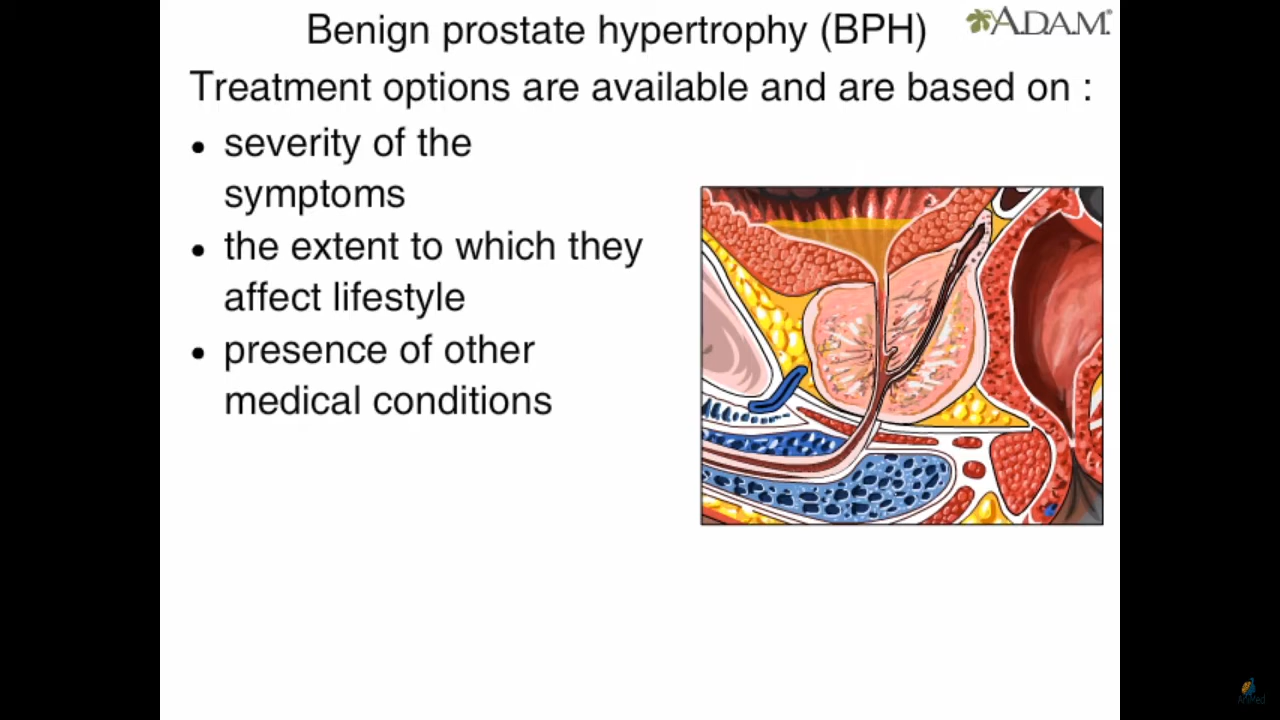 Benign prostate hypertrophy (BPH)
A.D.A.M.®
Treatment options are available and are based on :
• severity of the
symptoms
• the extent to which they
affect lifestyle
• presence of other
medical conditions